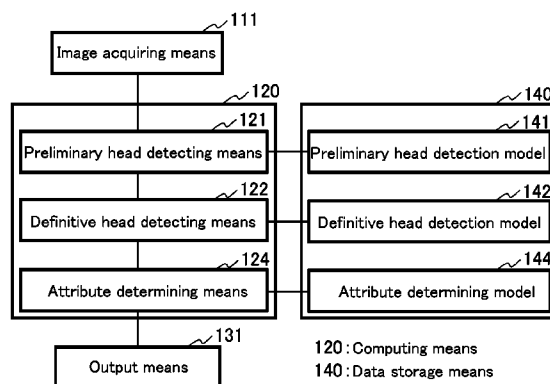 111
Image acquiring means
120
140
121
141
Preliminary head detecting means
Preliminary head detection model
122
142
Definitive head detecting means
Definitive head detection model
124
144
Attribute determining means
Attribute determining model
131
Output means
120 : Computing means
140 : Data storage means